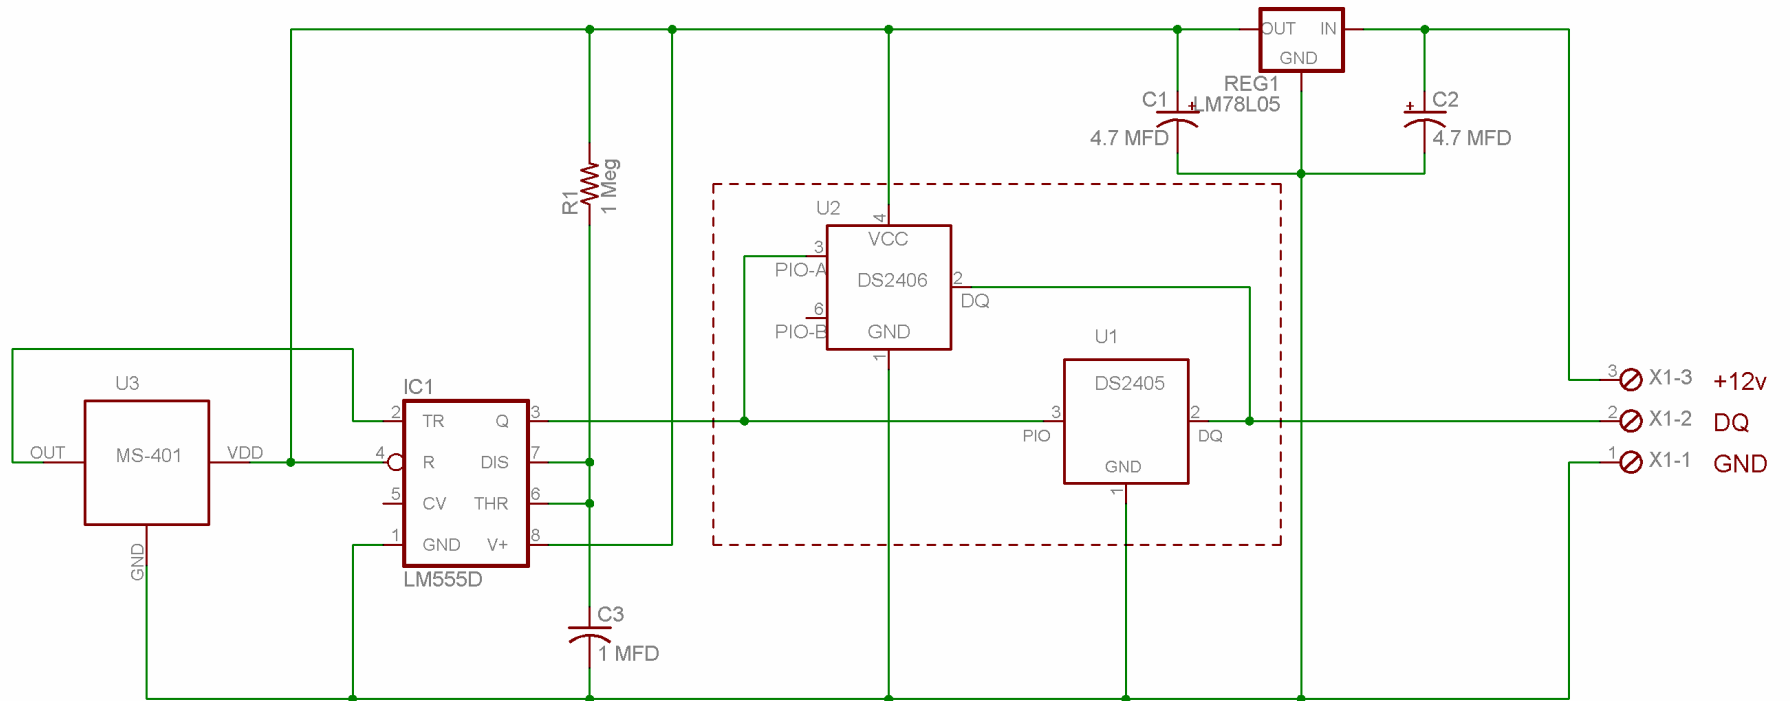 OUT IN
GND
REG1
LM78L05
C1 +
4.7 MFD
+ C2
4.7 MFD
R1
1 Meg
U2
4
VCC
3
PIO-A
DS2406
2
DQ
6
PIO-B
GND
1
U1
DS2405
3
PIO
2
DQ
GND
1
3 X1-3 +12v
2 X1-2 DQ
1 X1-1 GND
U3
OUT MS-401 VDD
GND
IC1
2 TR Q 3
4 R DIS 7
5 CV THR 6
1 GND V+ 8
LM555D
C3
1 MFD